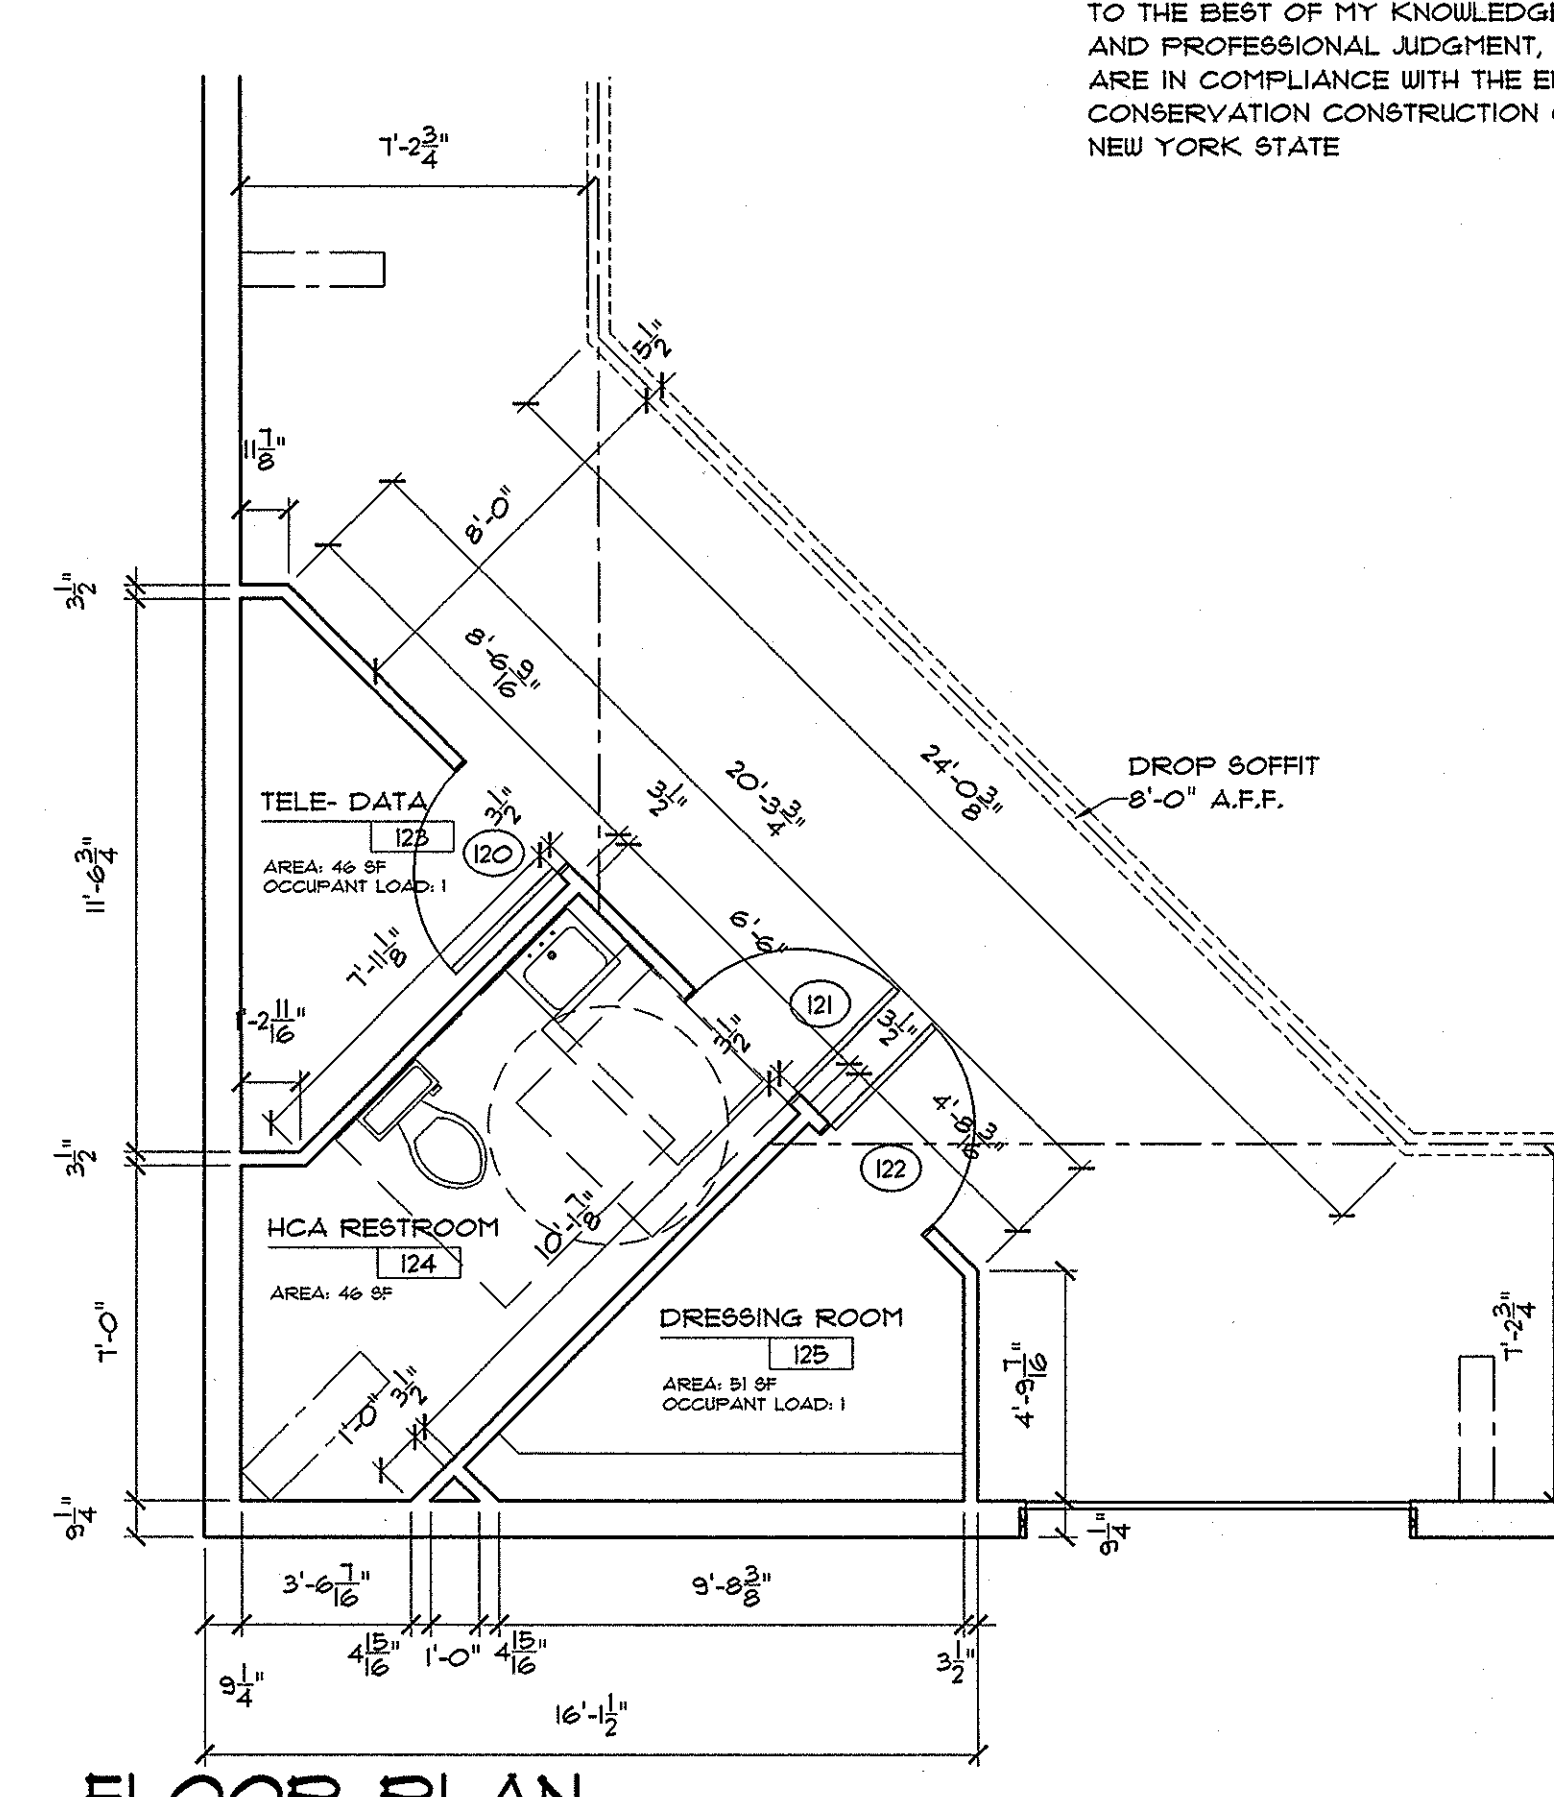 TO THE BEST OF MY KNOWLEDGE
AND PROFESSIONAL JUDGMENT,
ARE IN COMPLIANCE WITH THE
CONSERVATION CONSTRUCTION
NEW YORK STATE
7'-2 3/4"
5 1/2"
11 7/8"
8'-0"
3 1/2"
8'-6 9/16"
3 1/2"
20'-3 3/4"
24'-0 3/8"
DROP SOFFIT
8'-0" A.F.F.
TELE- DATA
123
AREA: 46 SF
OCCUPANT LOAD: 1
3 1/2"
120
11'-6 3/4"
7'-11 1/8"
6'-6"
121
3 1/2"
3 1/2"
1'-2 11/16"
4'-8 3/16"
122
3 1/2"
HCA RESTROOM
124
AREA: 46 SF
10'-1 7/8"
DRESSING ROOM
125
AREA: 51 SF
OCCUPANT LOAD: 1
7'-0"
1'-0"
3 1/2"
4'-9 7/16"
7'-2 3/4"
9 1/4"
9 1/4"
3'-6 7/16"
9'-8 3/8"
4 15/16"
1'-0"
4 15/16"
3 1/2"
9 1/4"
16'-1 1/2"
FLOOR PLAN